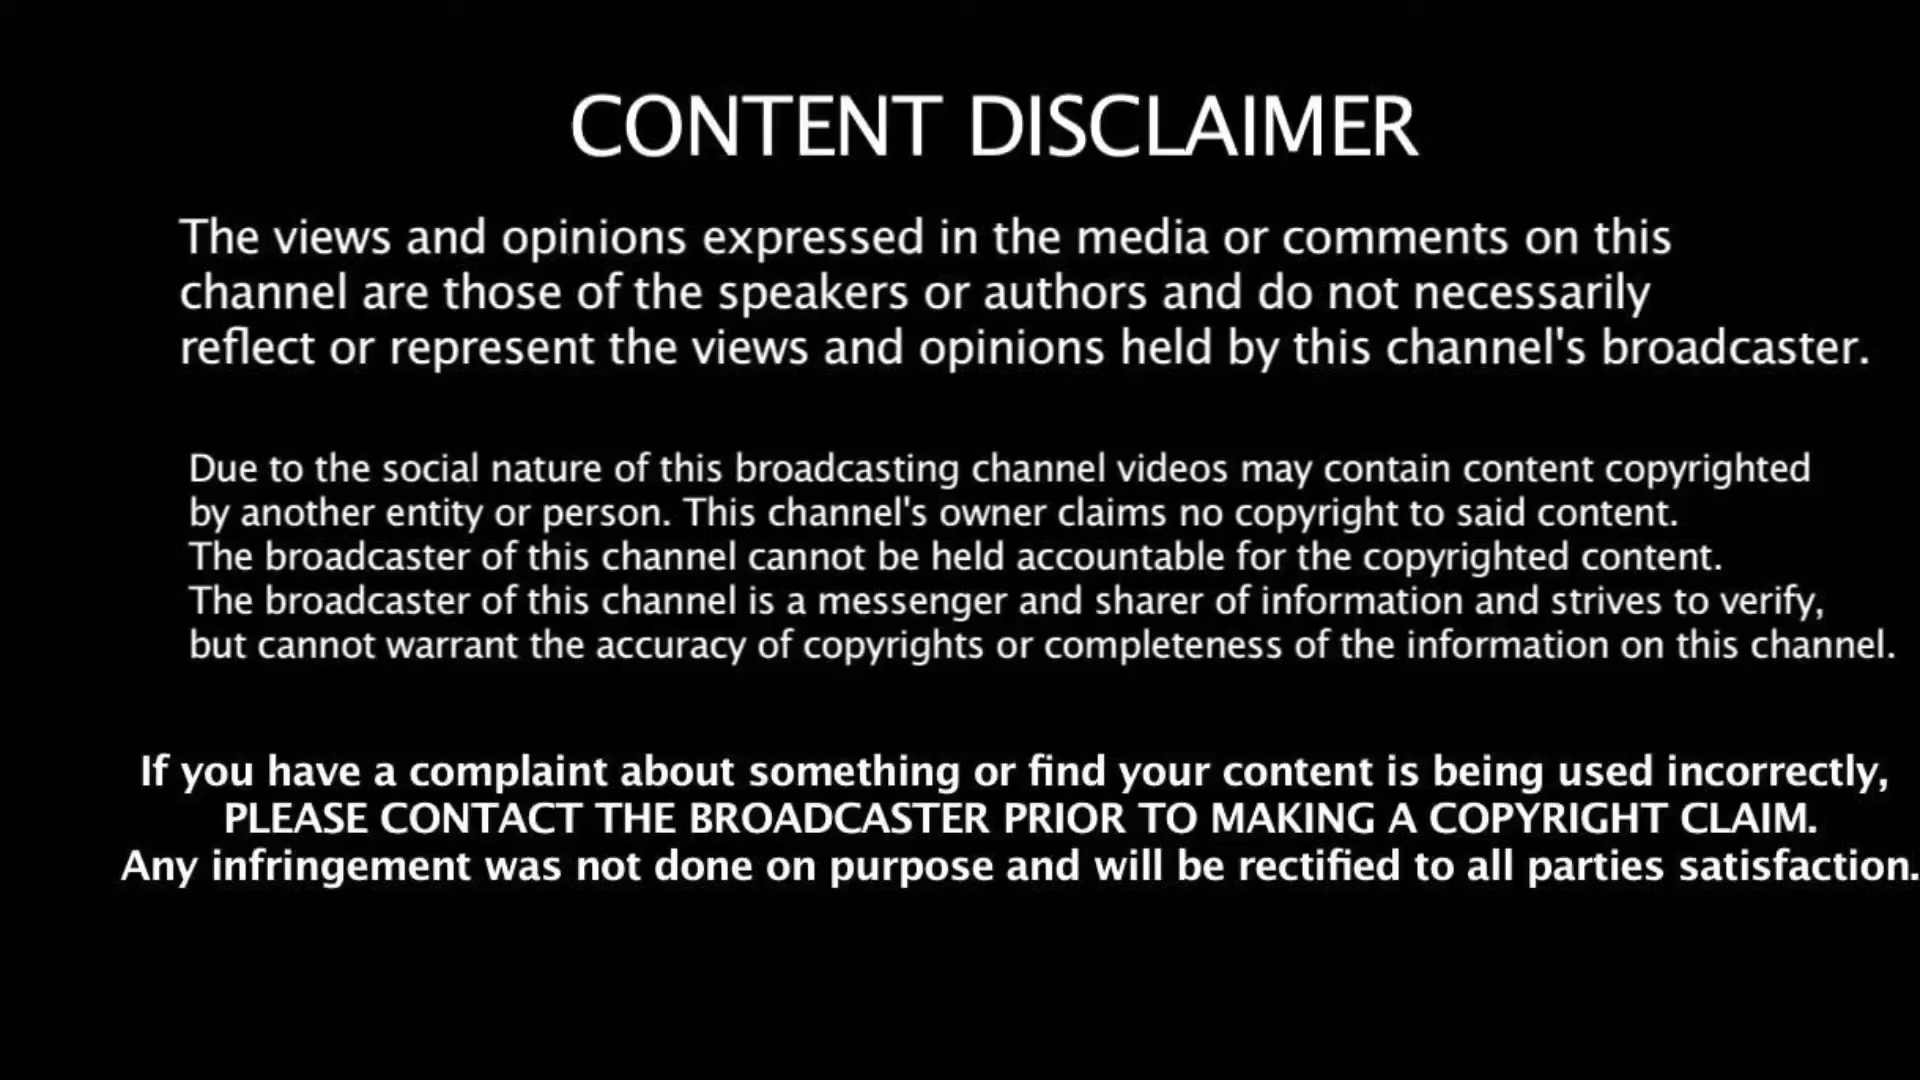 CONTENT DISCLAIMER
The views and opinions expressed in the media or comments on this
channel are those of the speakers or authors and do not necessarily
reflect or represent the views and opinions held by this channel's broadcaster.
Due to the social nature of this broadcasting channel videos may contain content copyrighted
by another entity or person. This channel's owner claims no copyright to said content.
The broadcaster of this channel cannot be held accountable for the copyrighted content.
The broadcaster of this channel is a messenger and sharer of information and strives to verify,
but cannot warrant the accuracy of copyrights or completeness of the information on this channel.
If you have a complaint about something or find your content is being used incorrectly,
PLEASE CONTACT THE BROADCASTER PRIOR TO MAKING A COPYRIGHT CLAIM.
Any infringement was not done on purpose and will be rectified to all parties satisfaction.